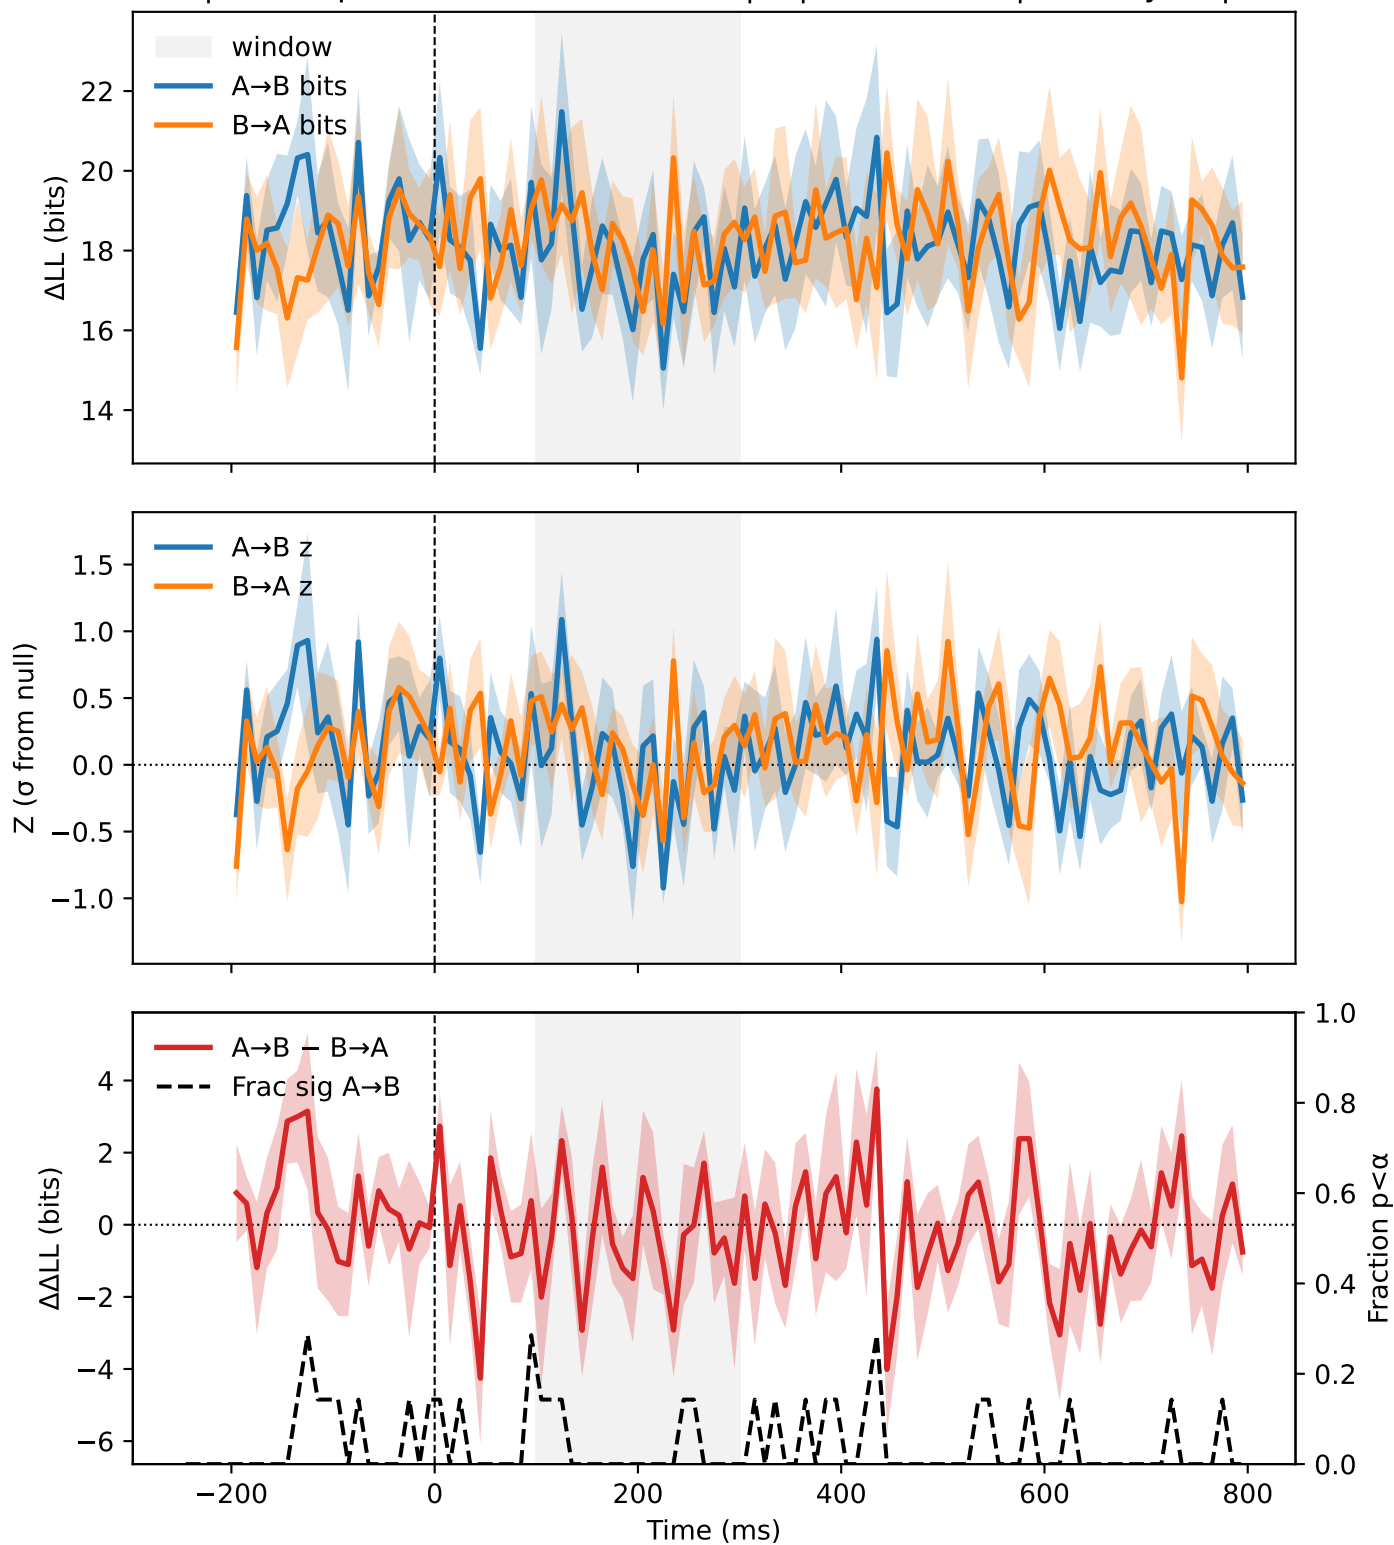 window
A→B bits
B→A bits
22
20
18
16
14
ΔLL (bits)
A→B z
B→A z
1.5
1.0
0.5
0.0
−0.5
−1.0
Z (σ from null)
A→B − B→A
Frac sig A→B
4
2
0
−2
−4
−6
ΔΔLL (bits)
1.0
0.8
0.6
0.4
0.2
0.0
Fraction p<α
−200
0
200
400
600
800
Time (ms)